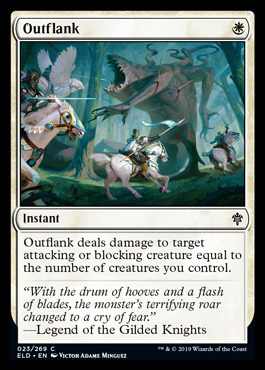 Outflank
Instant
Outflank deals damage to target
attacking or blocking creature equal to
the number of creatures you control.
“With the drum of hooves and a flash
of blades, the monster’s terrifying roar
changed to a cry of fear.”
—Legend of the Gilded Knights
023/269 C
ELD • EN Victor Adame Minguez
™ & © 2019 Wizards of the Coast